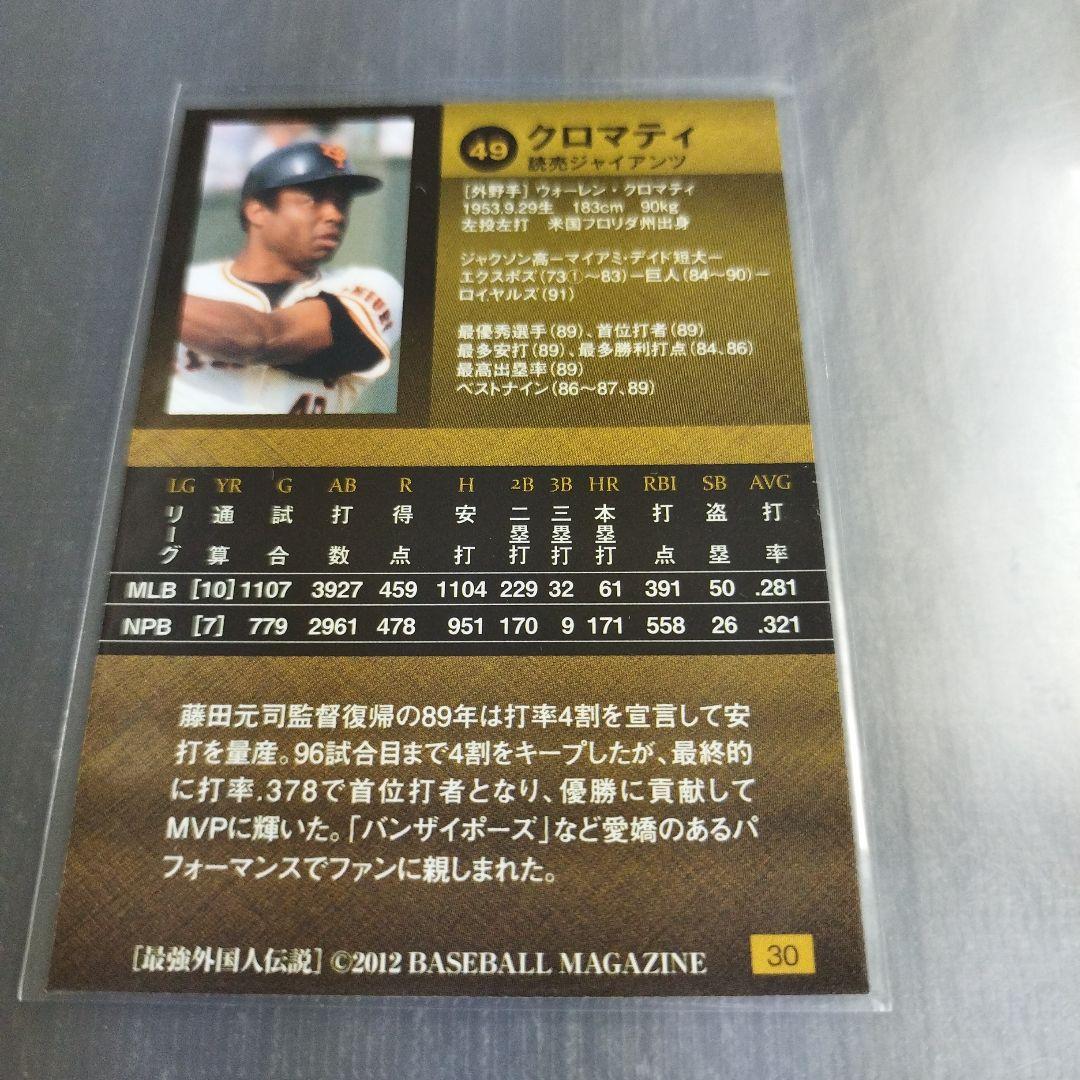 49 クロマティ
読売ジャイアンツ
[外野手] ウォーレン・クロマティ
1953.9.29生 183cm 90kg
左投左打 米国フロリダ州出身
ジャクソン高ーマイアミ・デイド短大ー
エクスポズ(73①〜83)ー巨人(84〜90)ー
ロイヤルズ(91)
最優秀選手(89)、首位打者(89)
最多安打(89)、最多勝利打点(84、86)
最高出塁率(89)
ベストナイン(86〜87、89)
LG YR G AB R H 2B 3B HR RBI SB AVG
リーグ 通算 試合 打数 得点 安打 二塁打 三塁打 本塁打 打点 盗塁 打率
MLB [10] 1107 3927 459 1104 229 32 61 391 50 .281
NPB [7] 779 2961 478 951 170 9 171 558 26 .321
藤田元司監督復帰の89年は打率4割を宣言して安
打を量産。96試合目まで4割をキープしたが、最終的
に打率.378で首位打者となり、優勝に貢献して
MVPに輝いた。「バンザイポーズ」など愛嬌のあるパ
フォーマンスでファンに親しまれた。
[最強外国人伝説] ©2012 BASEBALL MAGAZINE
30